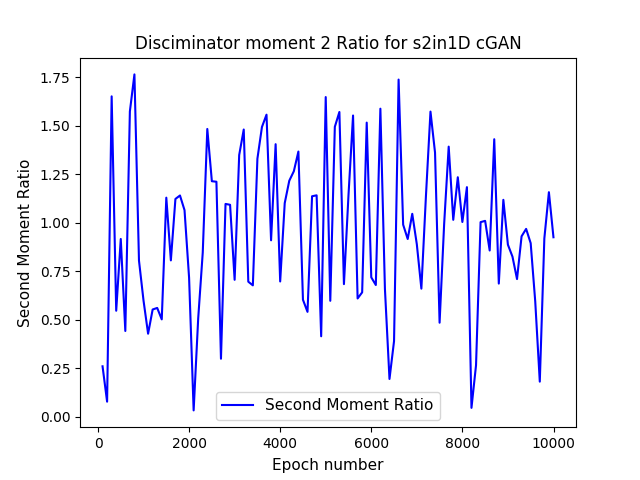 Disciminator moment 2 Ratio for s2in1D cGAN
Second Moment Ratio
1.75
1.50
1.25
1.00
0.75
0.50
0.25
0.00
Second Moment Ratio
0 2000 4000 6000 8000 10000
Epoch number